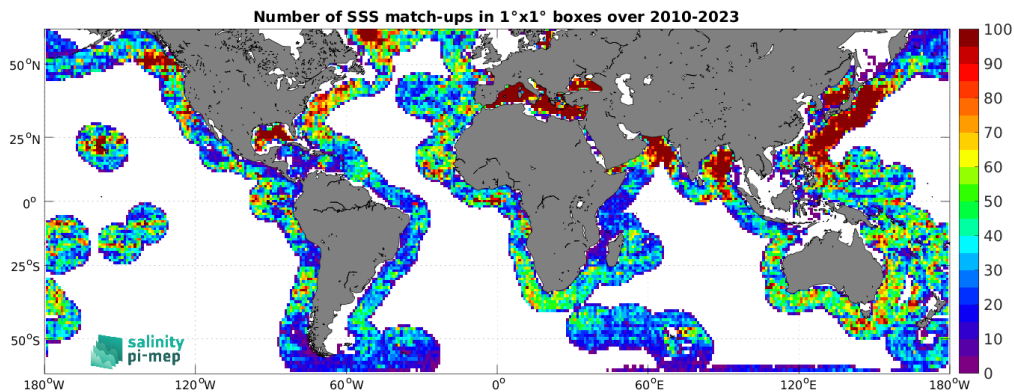 Number of SSS match-ups in 1°x1° boxes over 2010-2023
100
90
80
70
60
50
40
30
20
10
0
50°N
25°N
0°
25°S
50°S
salinity
pi-mep
180°W
120°W
60°W
0°
60°E
120°E
180°W